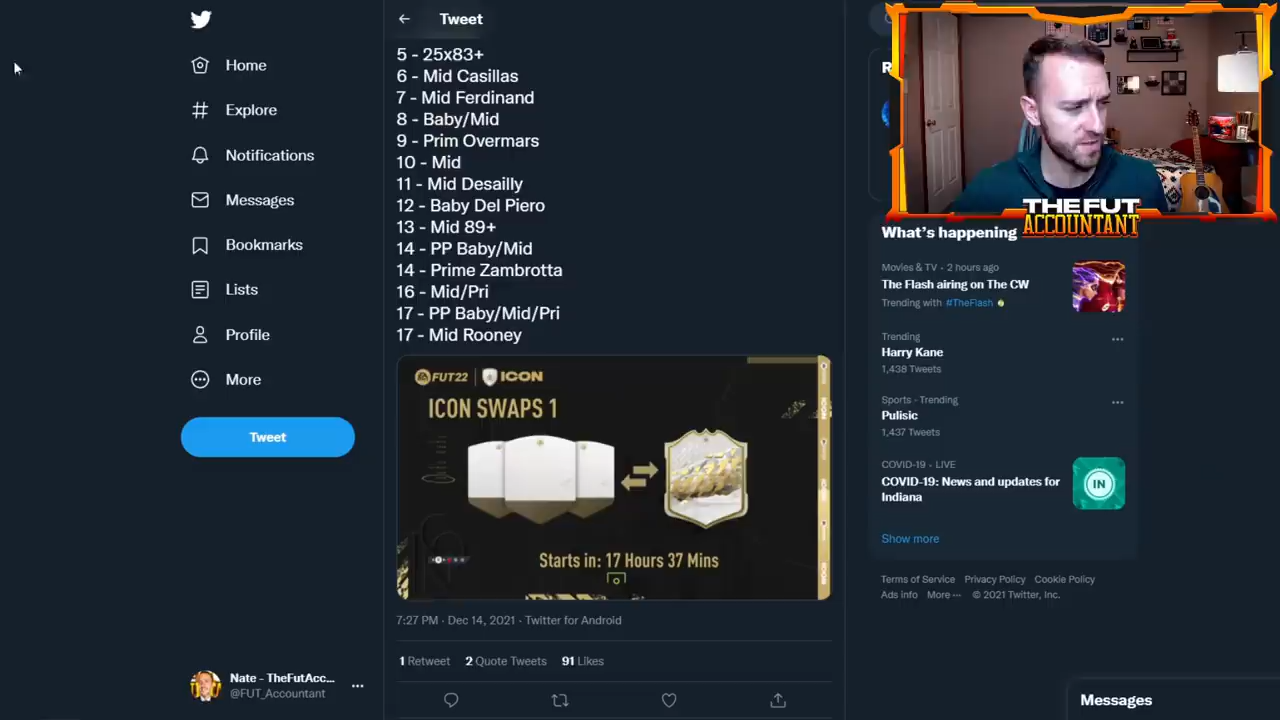 Tweet
5 - 25x83+
6 - Mid Casillas
7 - Mid Ferdinand
8 - Baby/Mid
9 - Prim Overmars
10 - Mid
11 - Mid Desailly
12 - Baby Del Piero
13 - Mid 89+
14 - PP Baby/Mid
14 - Prime Zambrotta
16 - Mid/Pri
17 - PP Baby/Mid/Pri
17 - Mid Rooney
FUT22 ICON
ICON SWAPS 1
Starts in: 17 Hours 37 Mins
7:27 PM · Dec 14, 2021 · Twitter for Android
1 Retweet 2 Quote Tweets 91 Likes
Home
Explore
Notifications
Messages
Bookmarks
Lists
Profile
More
Tweet
Nate - TheFutAcc...
@FUT_Accountant
THE FUT
ACCOUNTANT
R
What's happening
Movies & TV · 2 hours ago
The Flash airing on The CW
Trending with #TheFlash
Trending
Harry Kane
1,438 Tweets
Sports · Trending
Pulisic
1,437 Tweets
COVID-19 · LIVE
COVID-19: News and updates for
Indiana
IN
Show more
Terms of Service Privacy Policy Cookie Policy
Ads info More ··· © 2021 Twitter, Inc.
Messages